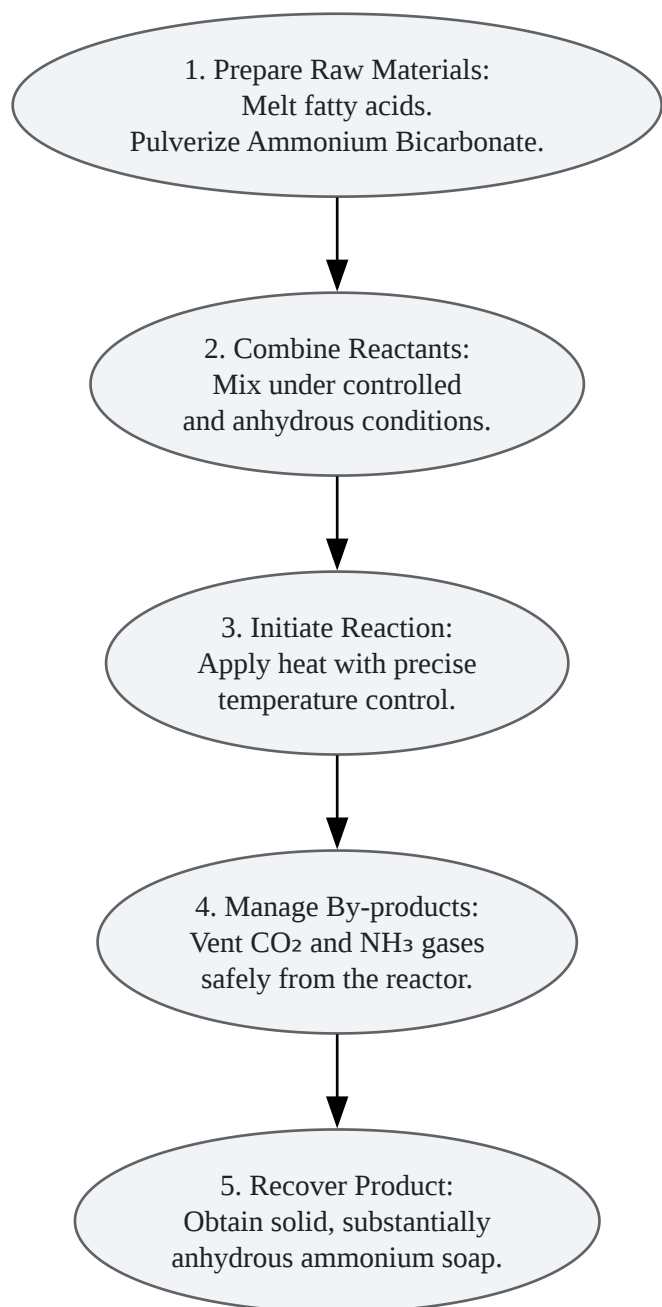 1. Prepare Raw Materials:
Melt fatty acids.
Pulverize Ammonium Bicarbonate.
2. Combine Reactants:
Mix under controlled
and anhydrous conditions.
3. Initiate Reaction:
Apply heat with precise
temperature control.
4. Manage By-products:
Vent CO₂ and NH₃ gases
safely from the reactor.
5. Recover Product:
Obtain solid, substantially
anhydrous ammonium soap.